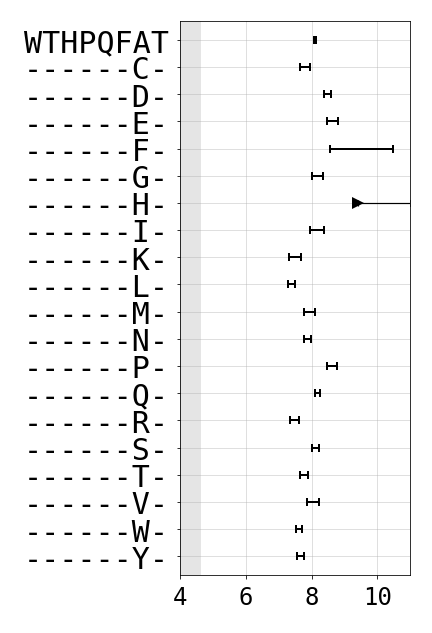 WTHPQFAT
------C-
------D-
------E-
------F-
------G-
------H-
------I-
------K-
------L-
------M-
------N-
------P-
------Q-
------R-
------S-
------T-
------V-
------W-
------Y-
4 6 8 10